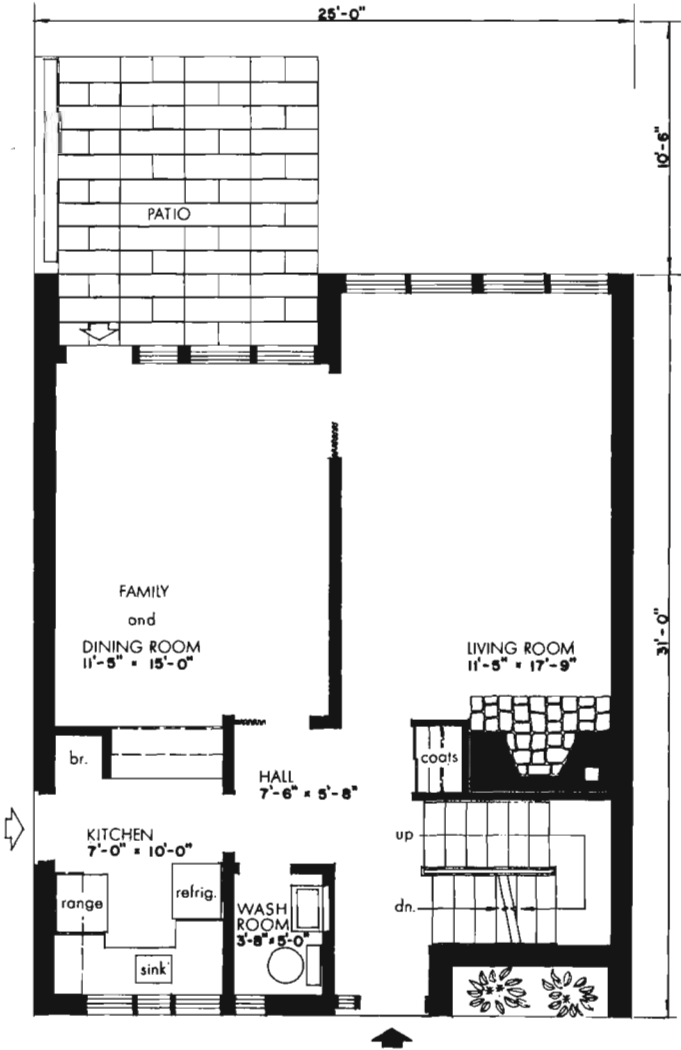 25'-0"
10'-6"
PATIO
31'-0"
FAMILY
and
DINING ROOM
11'-5" x 15'-0"
LIVING ROOM
11'-5" x 17'-9"
br.
coats
HALL
7'-6" x 5'-8"
KITCHEN
7'-0" x 10'-0"
up
range
refrig.
WASH
ROOM
3'-8" x 5'-0"
dn.
sink